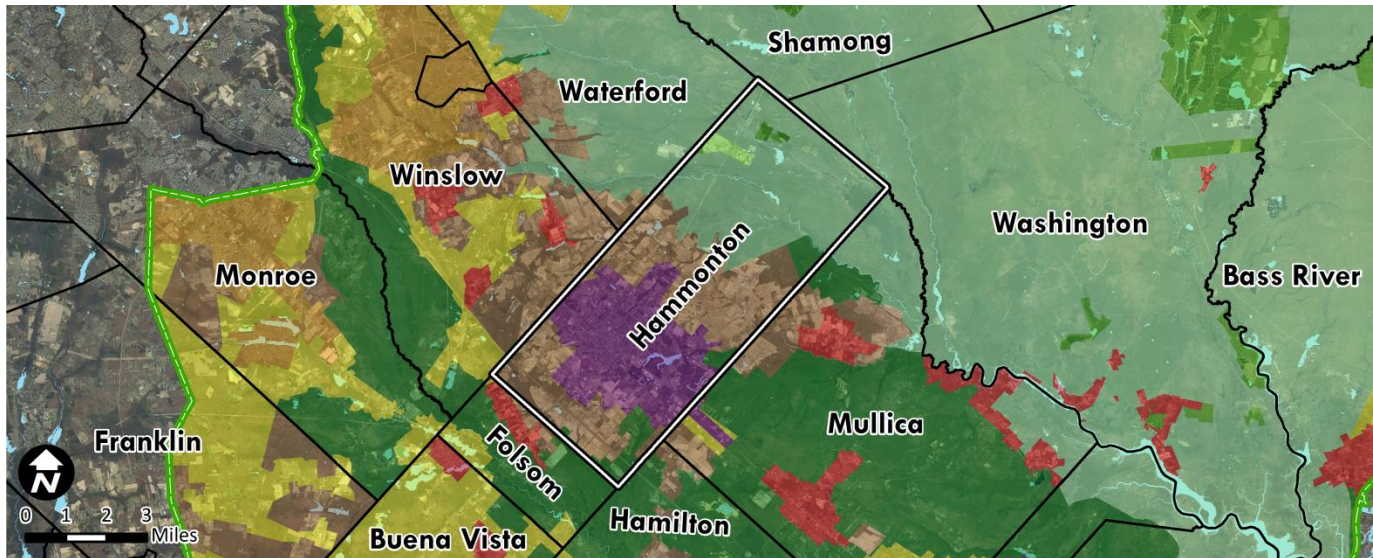 Shamong
Waterford
Winslow
Washington
Monroe
Bass River
Hammonton
Franklin
Folsom
Mullica
N
Hamilton
0 1 2 3
Miles
Buena Vista